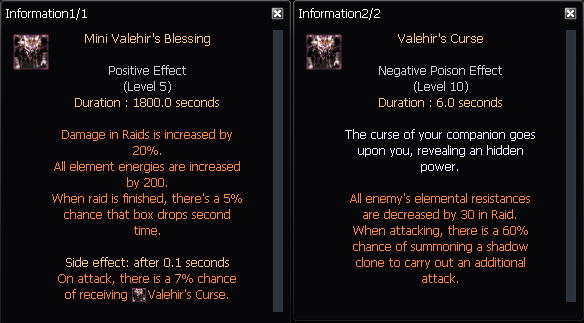 Information1/1
Mini Valehir's Blessing
Positive Effect
(Level 5)
Duration : 1800.0 seconds
Damage in Raids is increased by
20%.
All element energies are increased
by 200.
When raid is finished, there's a 5%
chance that box drops second
time.
Side effect: after 0.1 seconds
On attack, there is a 7% chance
of receiving Valehir's Curse.
Information2/2
Valehir's Curse
Negative Poison Effect
(Level 10)
Duration : 6.0 seconds
The curse of your companion goes
upon you, revealing an hidden
power.
All enemy's elemental resistances
are decreased by 30 in Raid.
When attacking, there is a 60%
chance of summoning a shadow
clone to carry out an additional
attack.